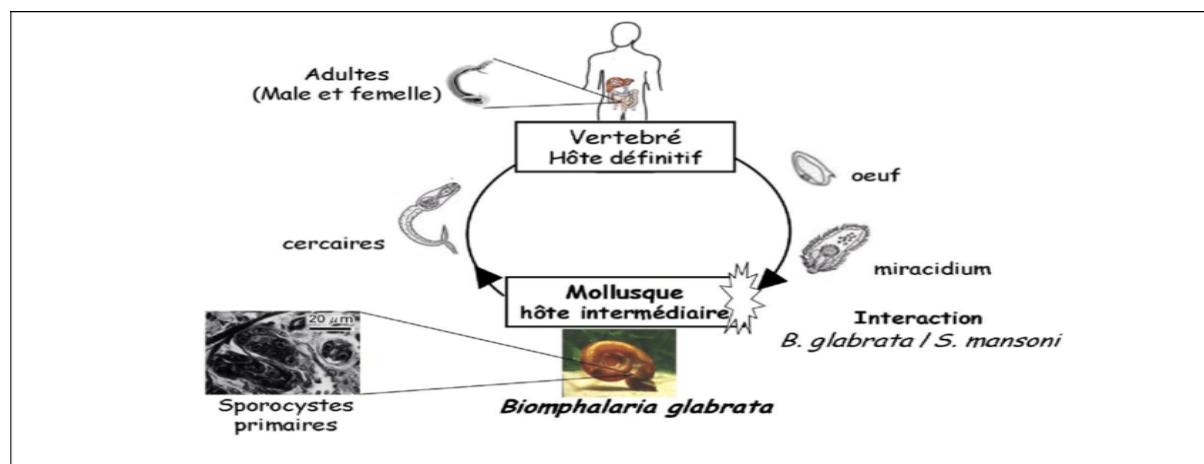 Adultes
(Male et femelle)
Vertebré
Hôte définitif
oeuf
cercaires
miracidium
Mollusque
hôte intermédiaire
20 µm
Interaction
B. glabrata / S. mansoni
Sporocystes
primaires
Biomphalaria glabrata